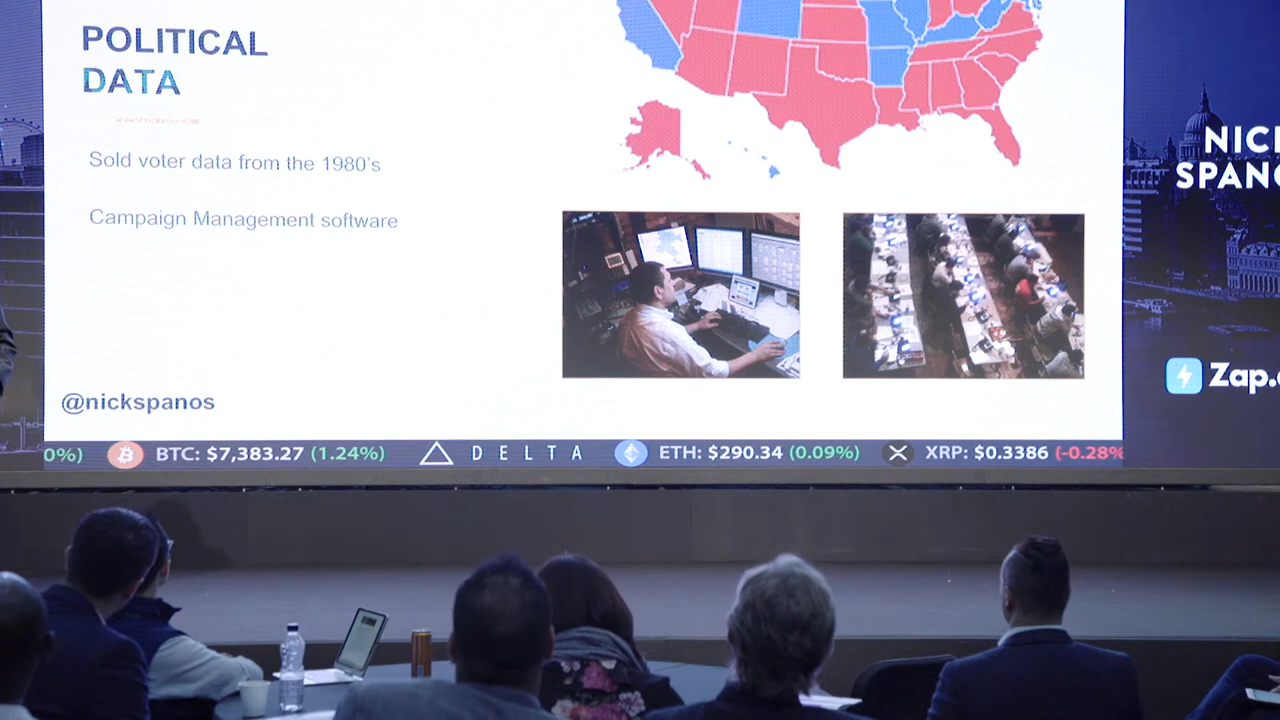 POLITICAL
DATA
Sold voter data from the 1980's
Campaign Management software
@nickspanos
NICK
SPANO
Zap.
0%) BTC: $7,383.27 (1.24%) DELTA ETH: $290.34 (0.09%) XRP: $0.3386 (-0.28%